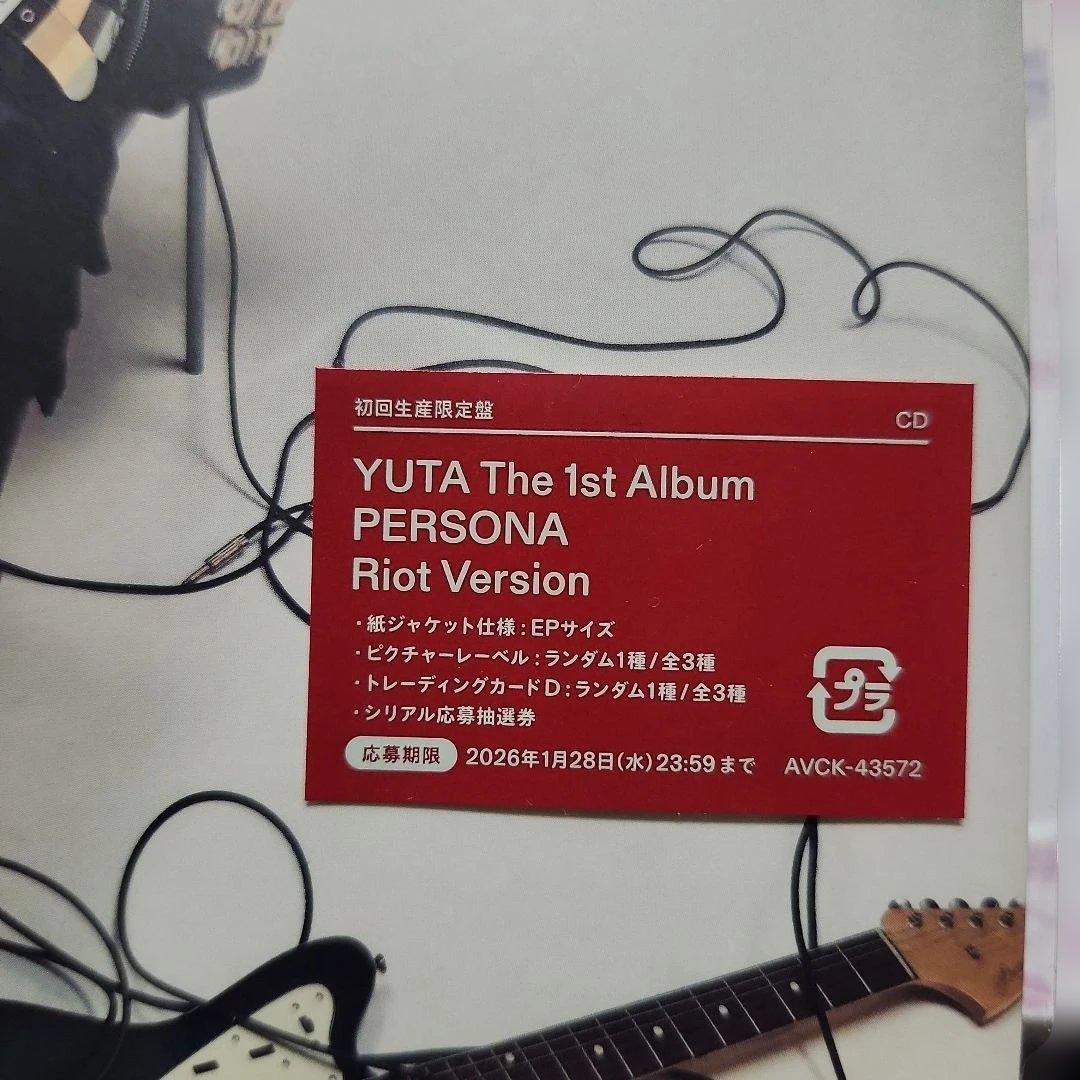 初回生産限定盤
CD
YUTA The 1st Album
PERSONA
Riot Version
・紙ジャケット仕様：EPサイズ
・ピクチャーレーベル：ランダム1種/全3種
・トレーディングカードD：ランダム1種/全3種
・シリアル応募抽選券
プラ
応募期限 2026年1月28日(水)23:59まで
AVCK-43572